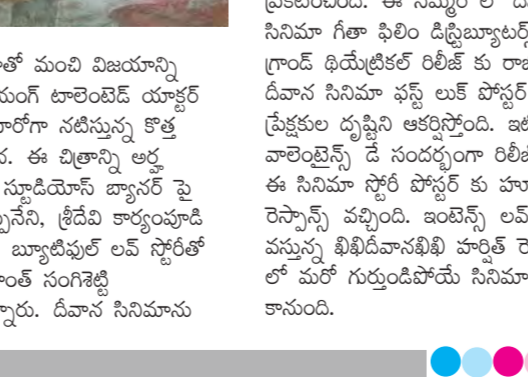 తో మంచి విజయాన్ని
యంగ్ టాలెంటెడ్ యాక్టర్
హీరోగా నటిస్తున్న కొత్త
ఈ చిత్రాన్ని అర్హ
స్టూడియోస్ బ్యానర్ పై
శ్రీదేవి కార్యంపూడి
బ్యూటిఫుల్ లవ్ స్టోరీతో
సంగిశెట్టి
దీవాన సినిమాను
ప్రకటించింది. ఈ సమ్మర్ లో
సినిమా గీతా ఫిలిం డిస్ట్రిబ్యూటర్స్
గ్రాండ్ థియేట్రికల్ రిలీజ్ కు
దీవాన సినిమా ఫస్ట్ లుక్ పోస్టర్
ప్రేక్షకుల దృష్టిని ఆకర్షిస్తోంది.
వాలెంటైన్స్ డే సందర్భంగా రిలీజ్
ఈ సినిమా స్టోరీ పోస్టర్ కు
రెస్పాన్స్ వచ్చింది. ఇంటెన్స్ లవ్
వస్తున్న ఖిఖిదీవానఖిఖి హర్షిత్
లో మరో గుర్తుండిపోయే సినిమా
కానుంది.